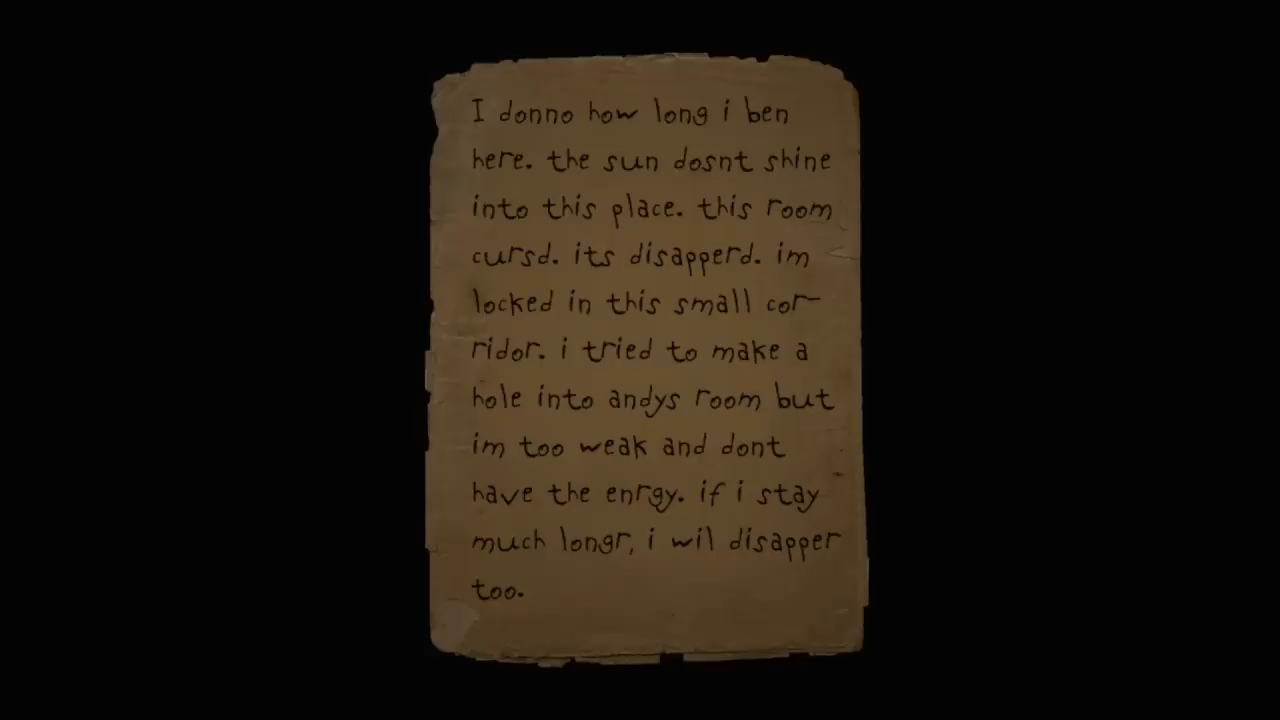 I donno how long i ben
here. the sun dosnt shine
into this place. this room
cursd. its disapperd. im
locked in this small cor-
ridor. i tried to make a
hole into andys room but
im too weak and dont
have the enrgy. if i stay
much longr, i wil disapper
too.